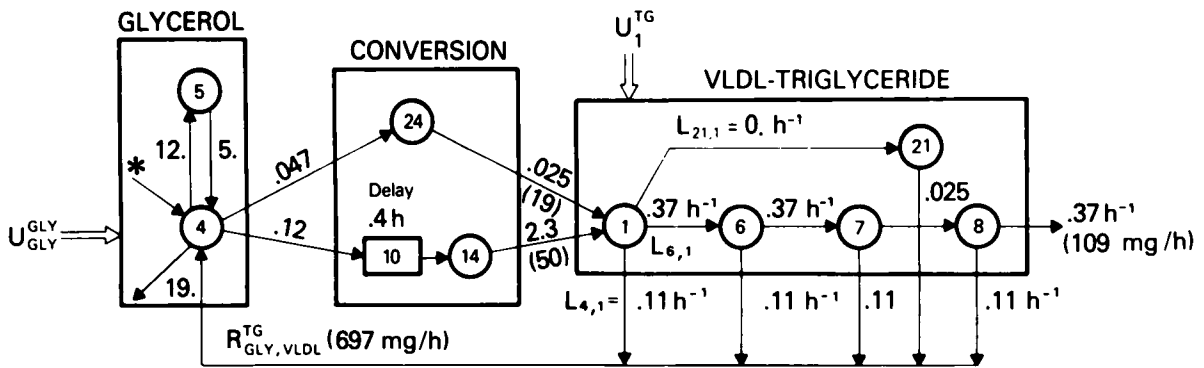 GLYCEROL
CONVERSION
VLDL-TRIGLYCERIDE
U₁ᵀᴳ
5
24
L₂₁,₁ = 0. h⁻¹
21
12.
5.
*
.047
.025
(19)
Delay
.4 h
.025
U_GLY^GLY
4
.12
10
14
2.3
(50)
1
.37 h⁻¹
L₆,₁
6
.37 h⁻¹
7
8
.37 h⁻¹
(109 mg/h)
19.
L₄,₁ = .11 h⁻¹
.11 h⁻¹
.11
.11 h⁻¹
R_GLY,VLDL^TG (697 mg/h)